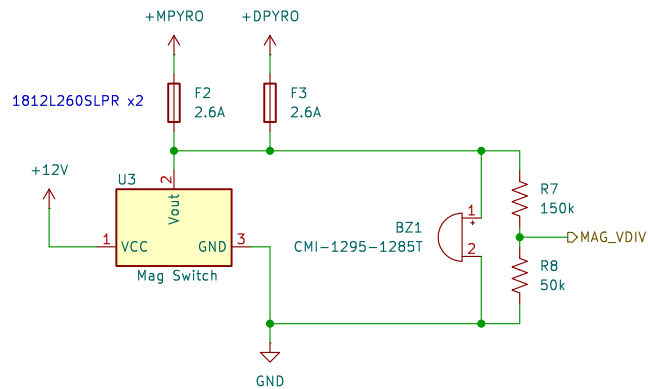 +MPYRO
+DPYRO
F2
2.6A
F3
2.6A
1812L260SLPR x2
+12V
U3
2
Vout
1
VCC
GND
3
Mag Switch
BZ1
CMI-1295-1285T
1
+
2
R7
150k
MAG_VDIV
R8
50k
GND